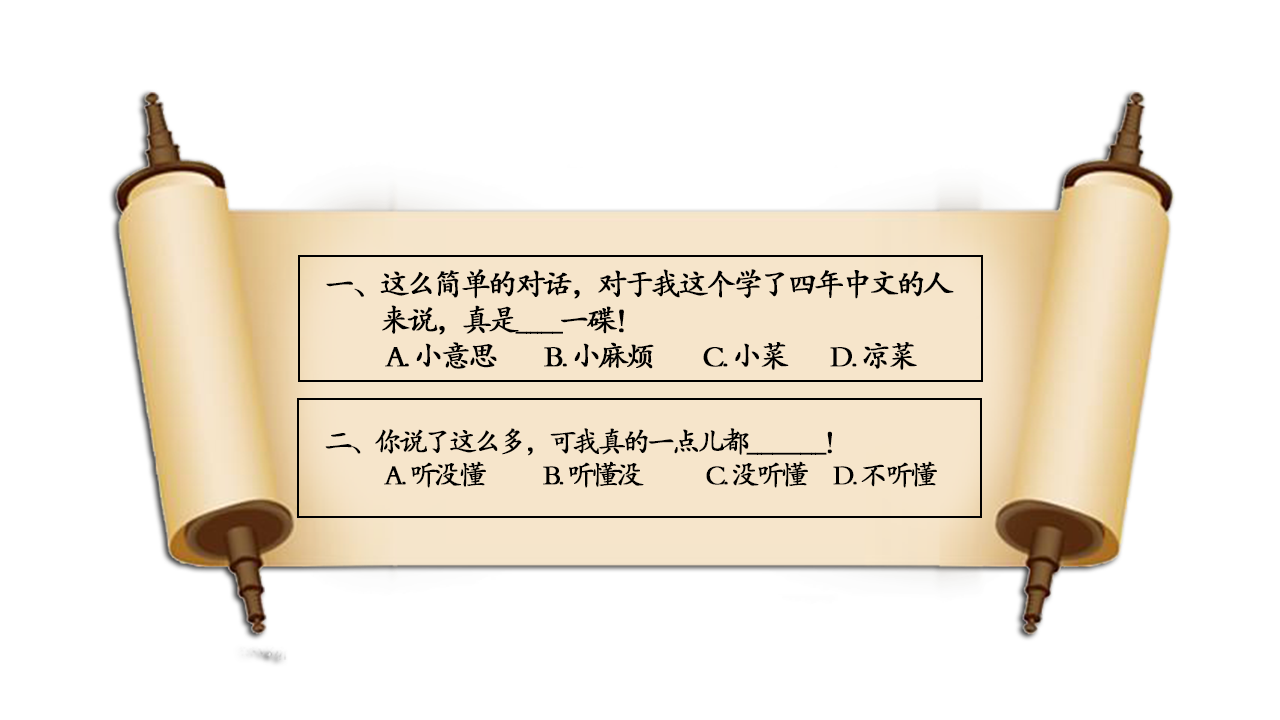 一、这么简单的对话，对于我这个学了四年中文的人
来说，真是____一碟！
A. 小意思 B. 小麻烦 C. 小菜 D. 凉菜
二、你说了这么多，可我真的一点儿都_______！
A. 听没懂 B. 听懂没 C. 没听懂 D. 不听懂